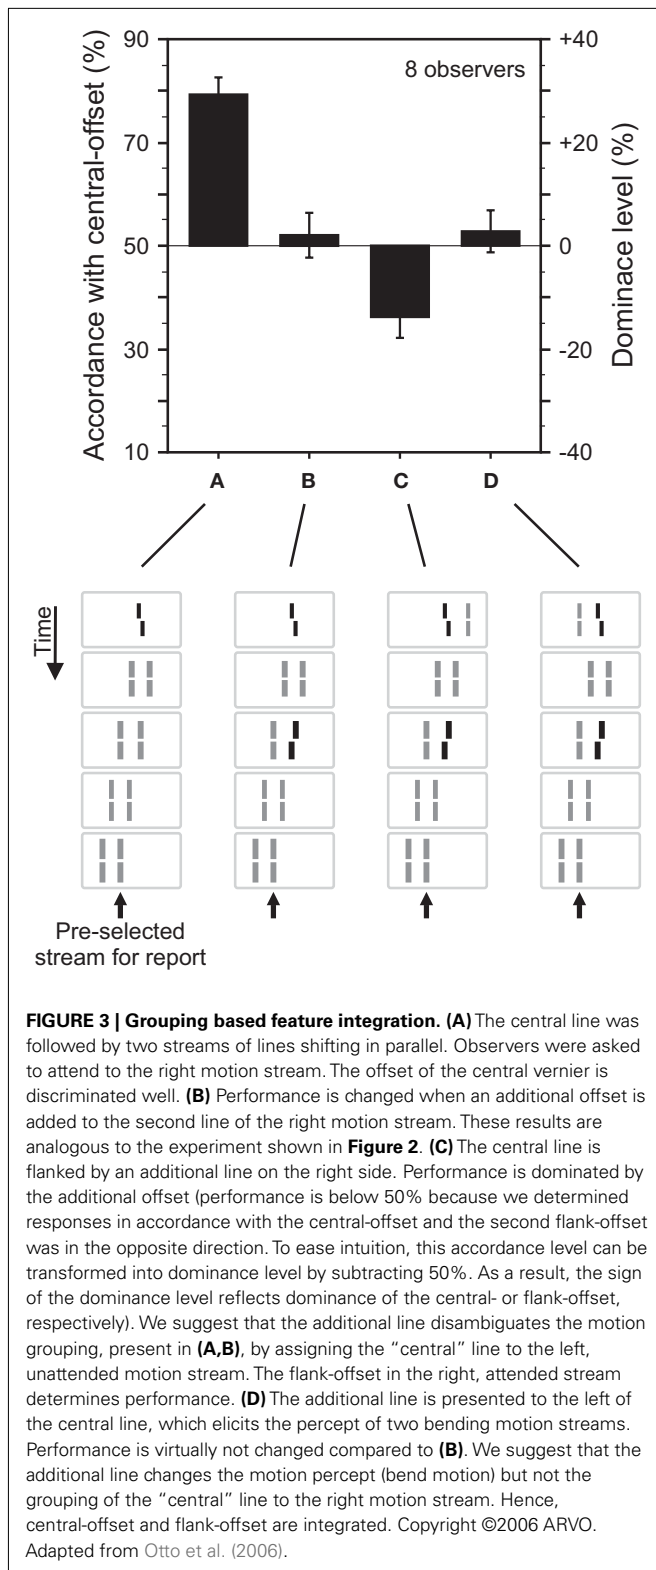 90
70
50
30
10
Accordance with central-offset (%)
8 observers
+40
+20
0
-20
-40
Dominace level (%)
A B C D
Time
Pre-selected
stream for report
FIGURE 3 | Grouping based feature integration. (A) The central line was
followed by two streams of lines shifting in parallel. Observers were asked
to attend to the right motion stream. The offset of the central vernier is
discriminated well. (B) Performance is changed when an additional offset is
added to the second line of the right motion stream. These results are
analogous to the experiment shown in Figure 2. (C) The central line is
flanked by an additional line on the right side. Performance is dominated by
the additional offset (performance is below 50% because we determined
responses in accordance with the central-offset and the second flank-offset
was in the opposite direction. To ease intuition, this accordance level can be
transformed into dominance level by subtracting 50%. As a result, the sign
of the dominance level reflects dominance of the central- or flank-offset,
respectively). We suggest that the additional line disambiguates the motion
grouping, present in (A,B), by assigning the “central” line to the left,
unattended motion stream. The flank-offset in the right, attended stream
determines performance. (D) The additional line is presented to the left of
the central line, which elicits the percept of two bending motion streams.
Performance is virtually not changed compared to (B). We suggest that the
additional line changes the motion percept (bend motion) but not the
grouping of the “central” line to the right motion stream. Hence,
central-offset and flank-offset are integrated. Copyright ©2006 ARVO.
Adapted from Otto et al. (2006).